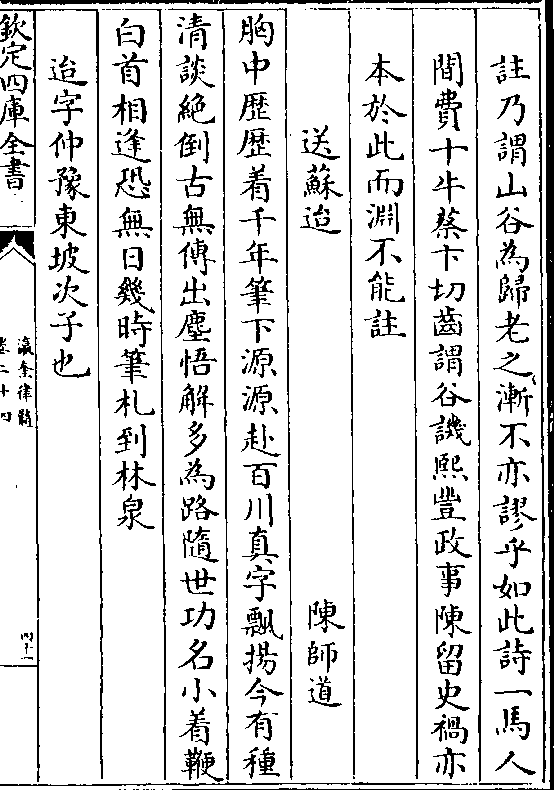 註乃謂山谷為歸老之漸不亦謬乎如此詩一馬人
間費十牛蔡卞切齒謂谷譏熙豐政事陳留史禍亦
本於此而淵不能註
送蘇迨　陳師道
胸中歷歷着千年筆下源源赴百川真字飄揚今有種
清談絶倒古無傳出塵悟解多為路隨世功名小着鞭
白首相逢恐無日幾時筆札到林泉
迨字仲豫東坡次子也
欽定四庫全書
瀛奎律髓
卷二十四
四十一